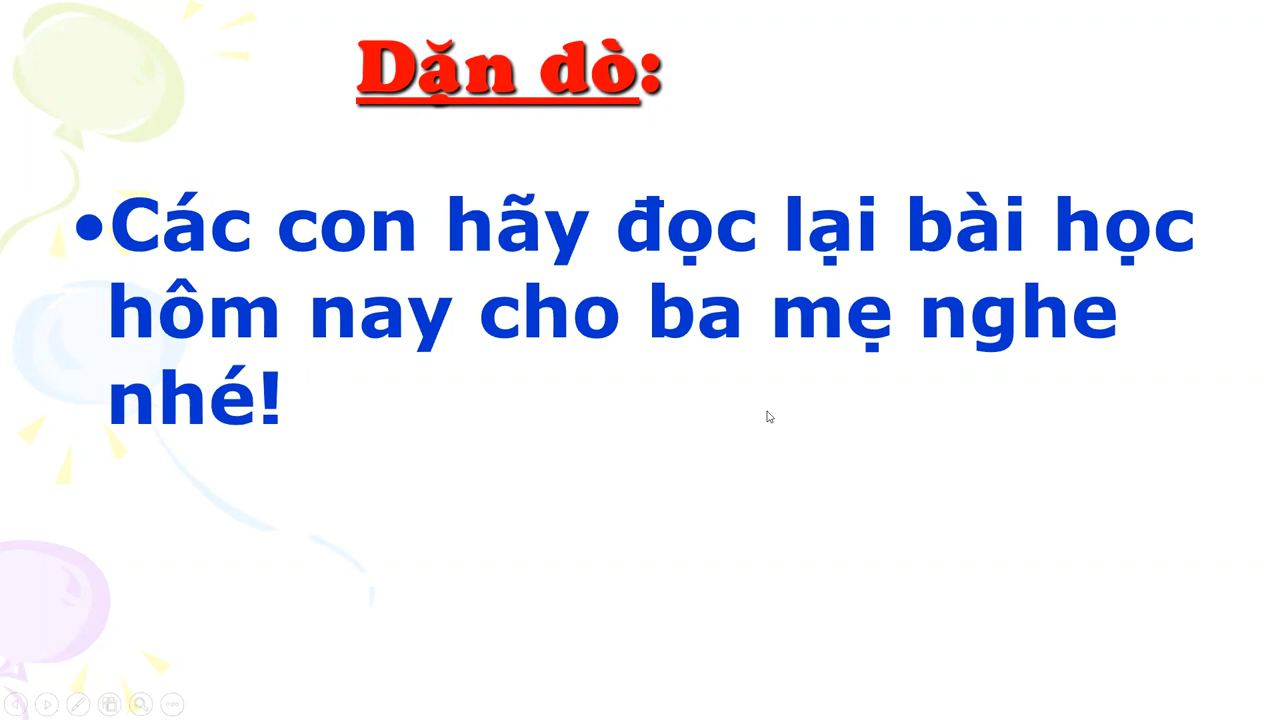 Dặn dò:
•Các con hãy đọc lại bài học
hôm nay cho ba mẹ nghe
nhé!